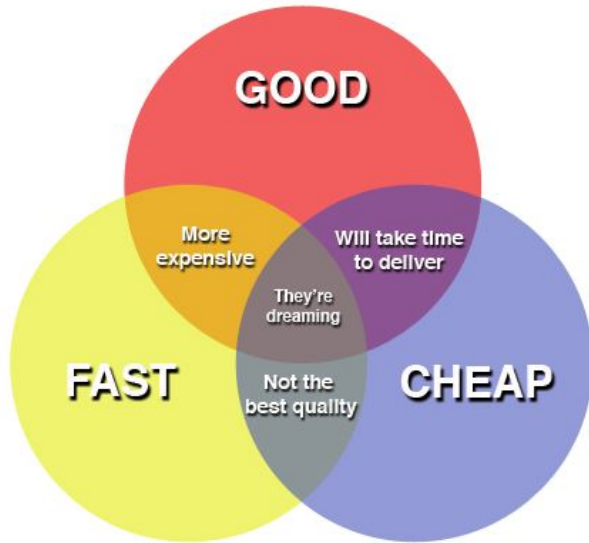 GOOD
More
expensive
Will take time
to deliver
They're
dreaming
FAST
Not the
best quality
CHEAP